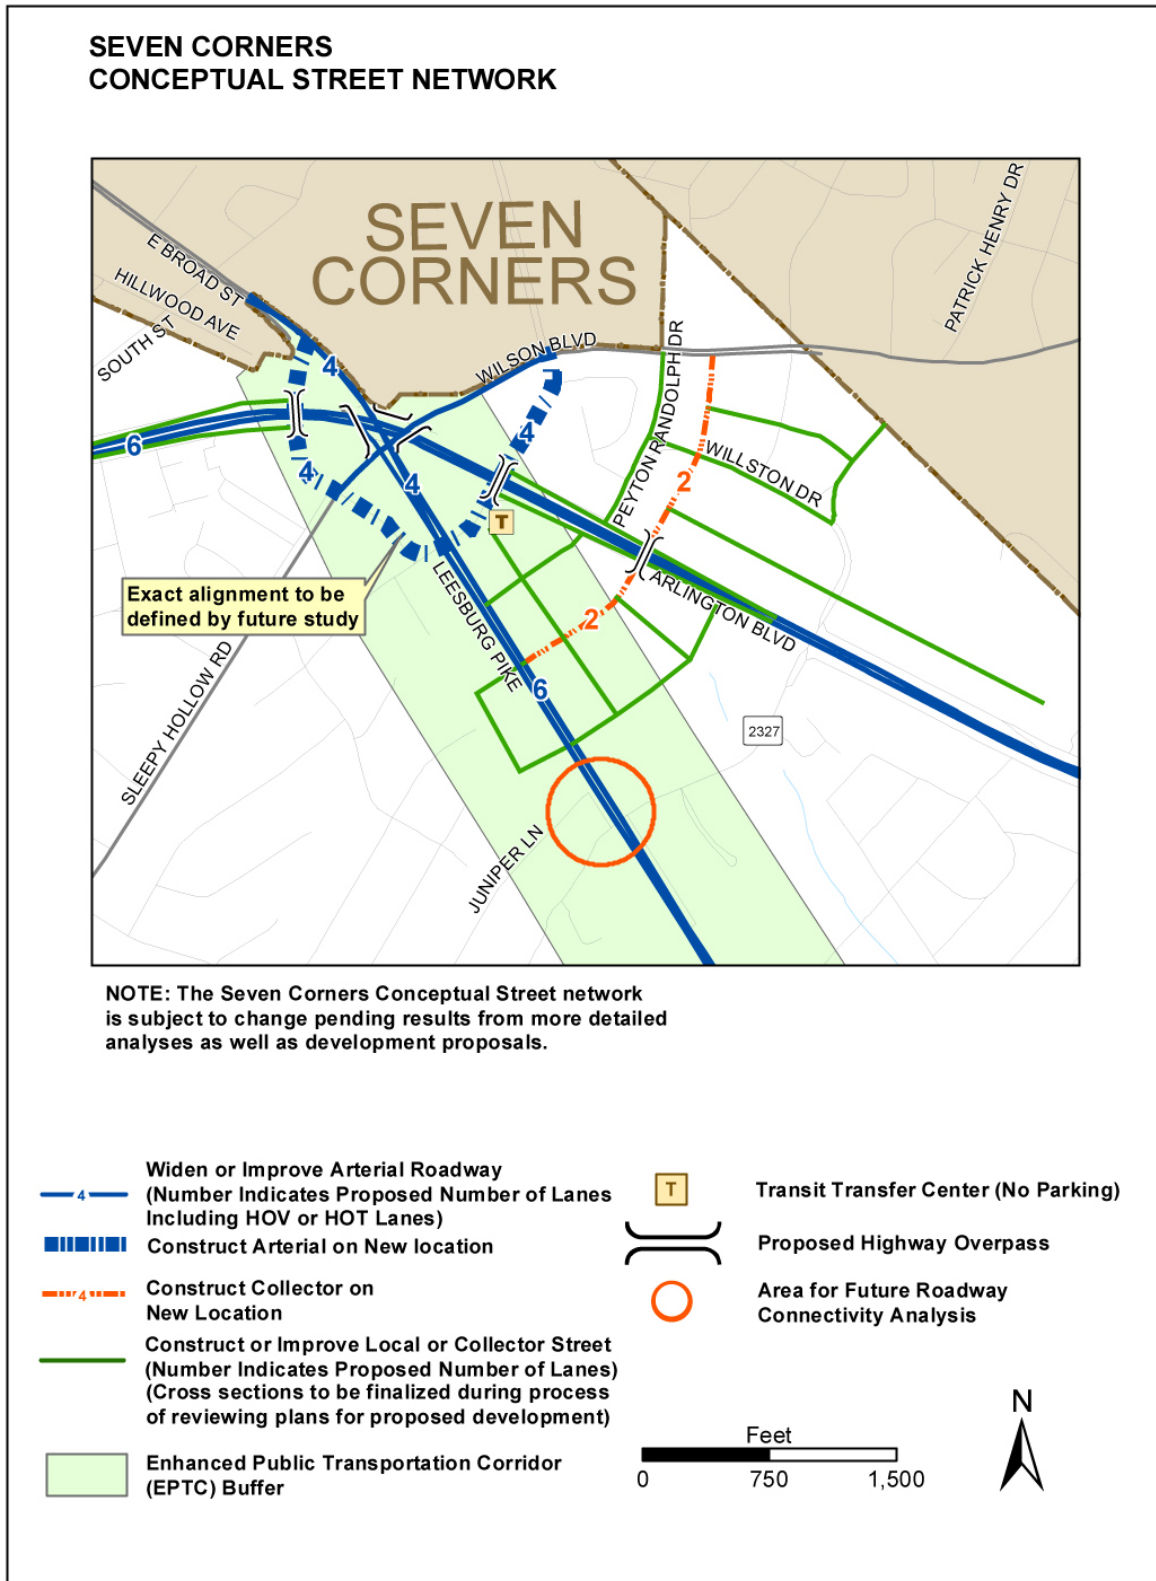 SEVEN CORNERS
CONCEPTUAL STREET NETWORK
SEVEN
CORNERS
PATRICK HENRY DR
E BROAD ST
HILLWOOD AVE
SOUTH ST
4
WILSON BLVD
PEYTON RANDOLPH DR
6
4
4
4
WILLSTON DR
2
T
Exact alignment to be
defined by future study
LEESBURG PIKE
ARLINGTON BLVD
2
SLEEPY HOLLOW RD
6
2327
JUNIPER LN
NOTE: The Seven Corners Conceptual Street network
is subject to change pending results from more detailed
analyses as well as development proposals.
4
Widen or Improve Arterial Roadway
(Number Indicates Proposed Number of Lanes
Including HOV or HOT Lanes)
Construct Arterial on New location
4
Construct Collector on
New Location
Construct or Improve Local or Collector Street
(Number Indicates Proposed Number of Lanes)
(Cross sections to be finalized during process
of reviewing plans for proposed development)
Enhanced Public Transportation Corridor
(EPTC) Buffer
T
Transit Transfer Center (No Parking)
Proposed Highway Overpass
Area for Future Roadway
Connectivity Analysis
Feet
0 750 1,500
N